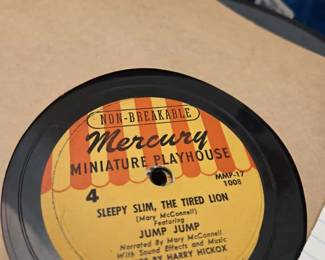 NON-BREAKABLE
Mercury
MINIATURE PLAYHOUSE
MMP-17
4
1008
SLEEPY SLIM, THE TIRED LION
(Mary McConnell)
Featuring
JUMP JUMP
Narrated By Mary McConnell
With Sound Effects and Music
BY HARRY HICKOX